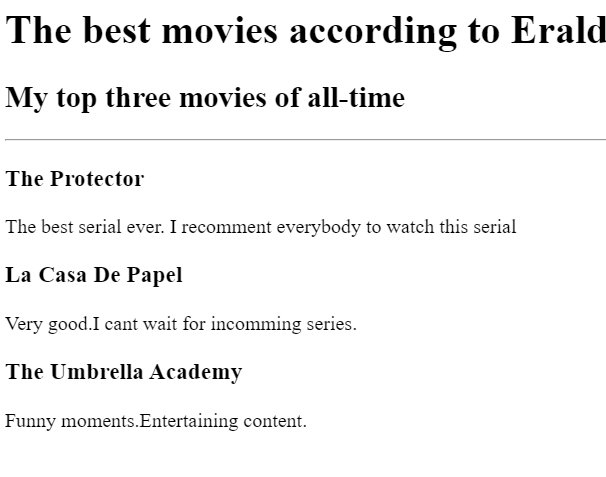 The best movies according to Erald
My top three movies of all-time
The Protector
The best serial ever. I recomment everybody to watch this serial
La Casa De Papel
Very good.I cant wait for incomming series.
The Umbrella Academy
Funny moments.Entertaining content.